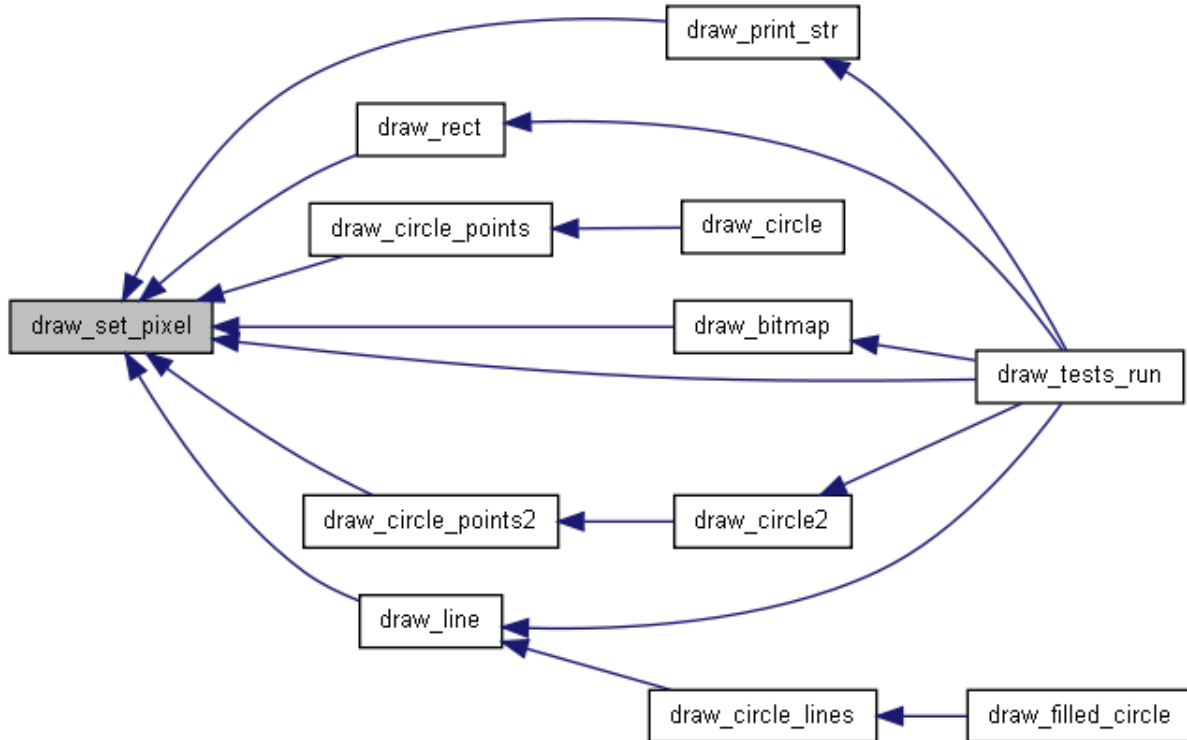 draw_print_str
draw_rect
draw_circle_points
draw_circle
draw_set_pixel
draw_bitmap
draw_tests_run
draw_circle_points2
draw_circle2
draw_line
draw_circle_lines
draw_filled_circle